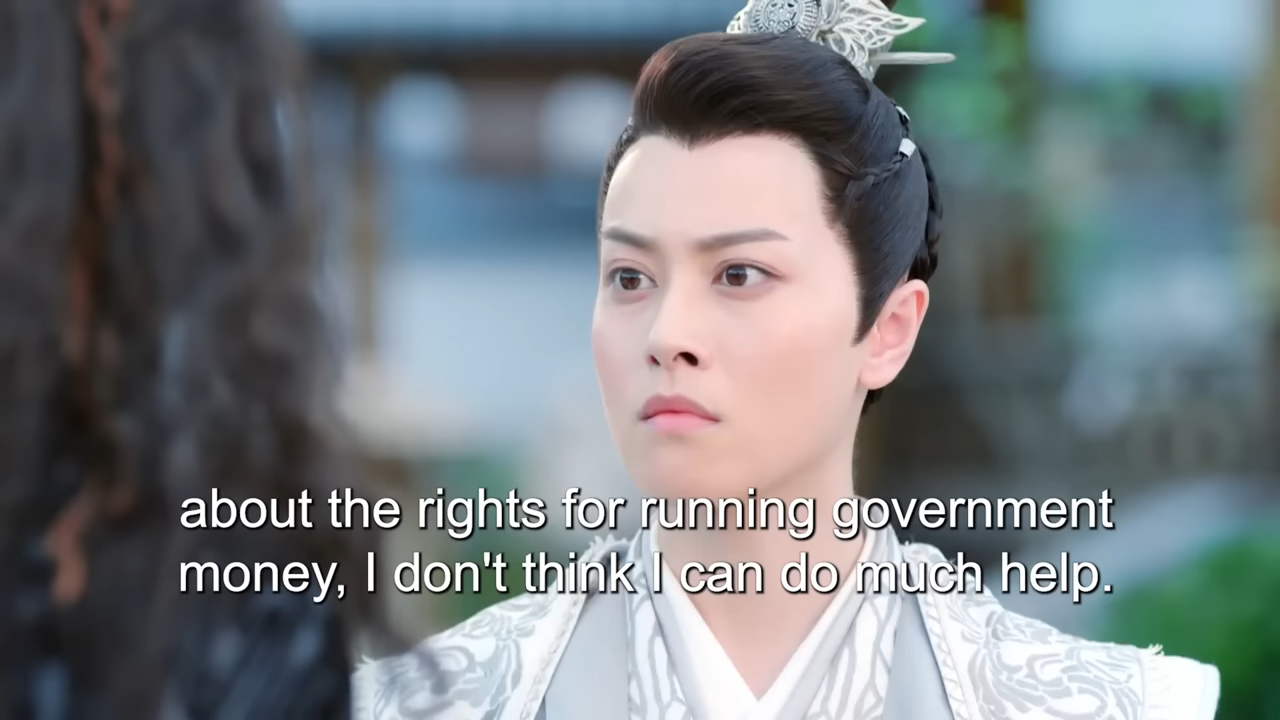 about the rights for running government
money, I don't think I can do much help.